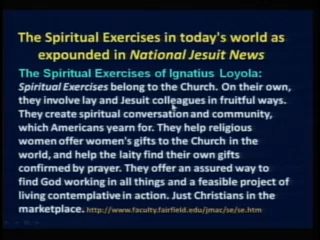 The Spiritual Exercises in today's world as
expounded in National Jesuit News
The Spiritual Exercises of Ignatius Loyola:
Spiritual Exercises belong to the Church. On their own,
they involve lay and Jesuit colleagues in fruitful ways.
They create spiritual conversation and community,
which Americans yearn for. They help religious
women offer women's gifts to the Church in the
world, and help the laity find their own gifts
confirmed by prayer. They offer an assured way to
find God working in all things and a feasible project of
living contemplative in action. Just Christians in the
marketplace. http://www.faculty.fairfield.edu/jmac/se/se.htm